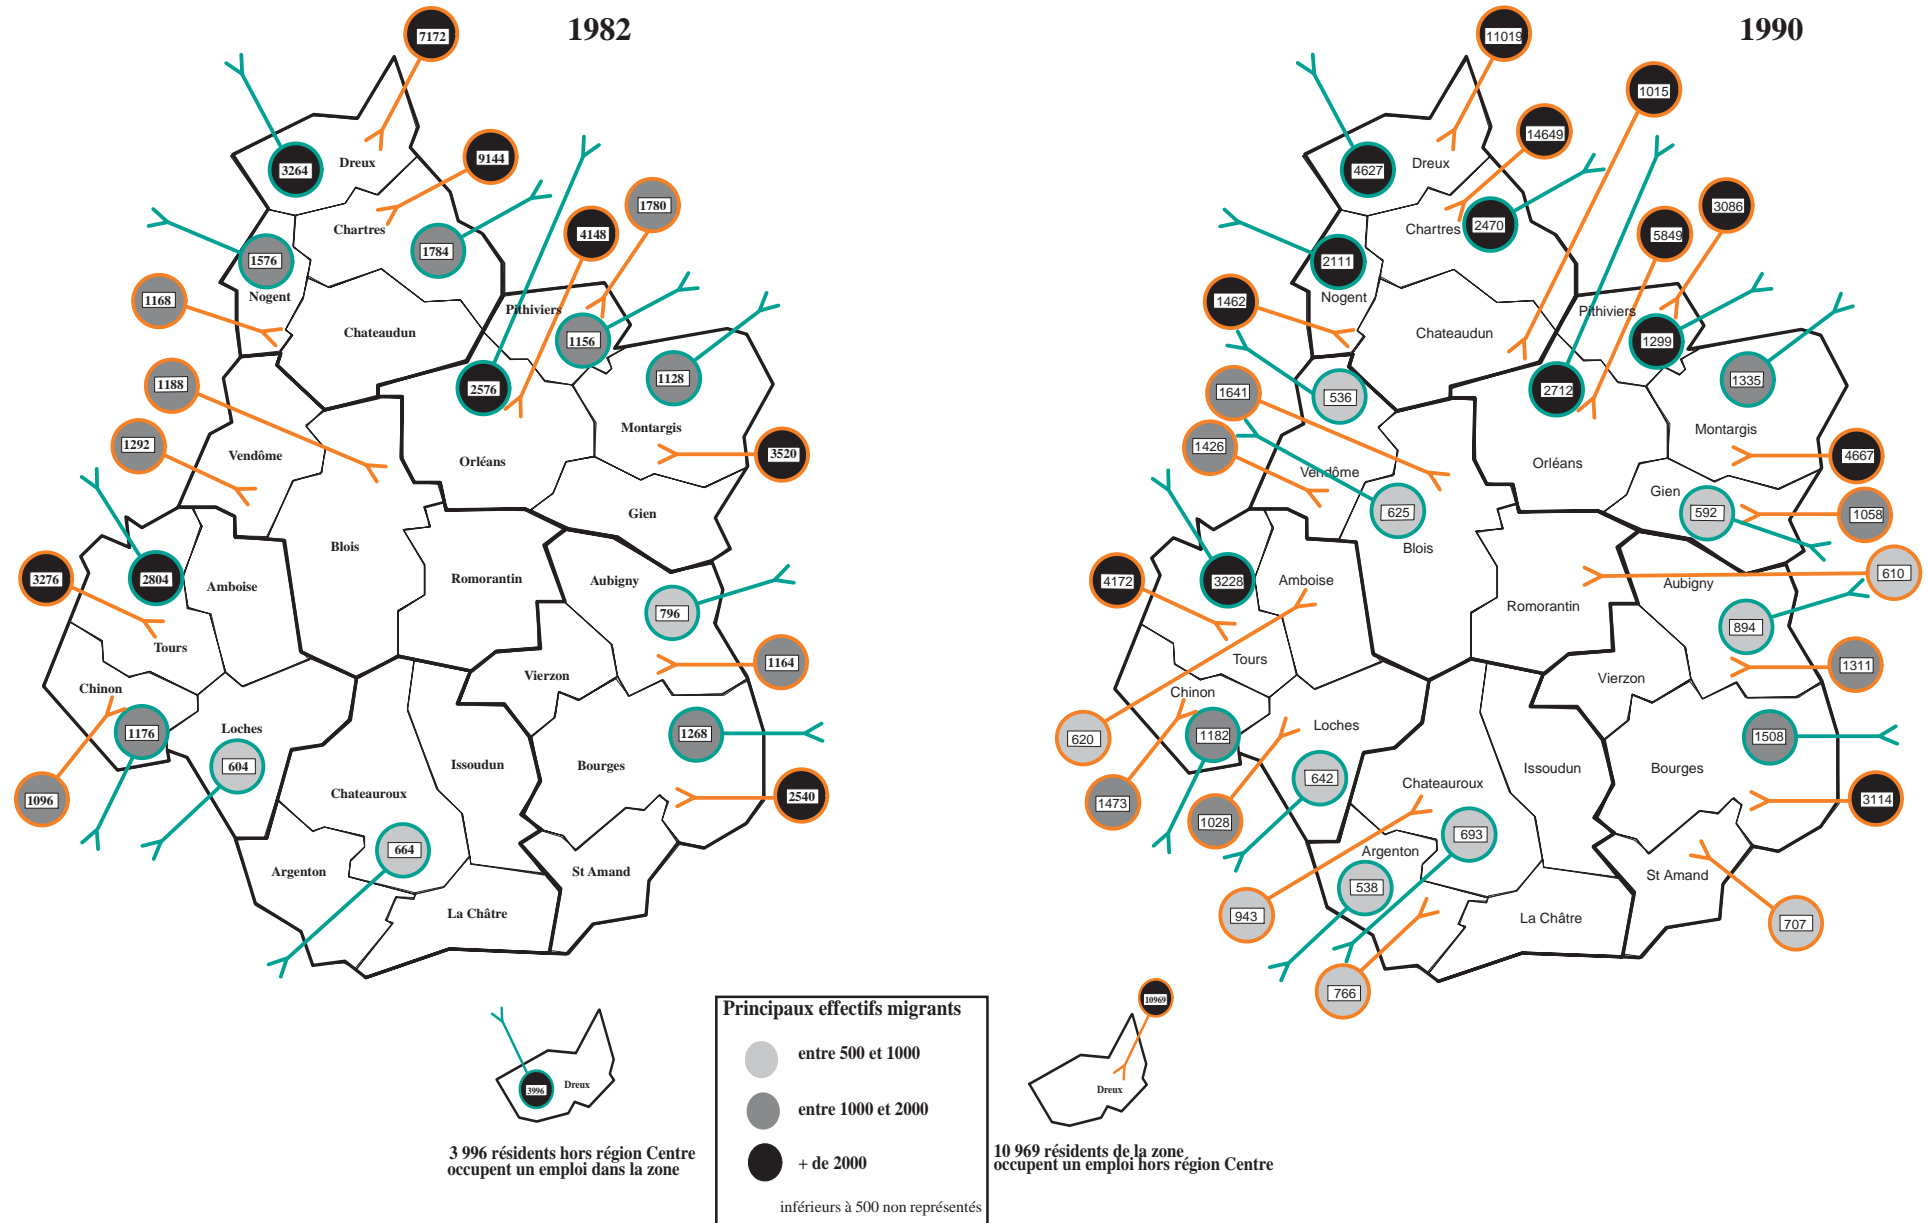 1982
7172
3264
Dreux
9144
Chartres
1784
1576
Nogent
1168
Chateaudun
4148
1780
Pithiviers
1156
2576
1128
1188
1292
Vendôme
Orléans
Montargis
3520
Gien
Blois
3276
2804
Amboise
Romorantin
Aubigny
796
Tours
1164
Vierzon
Chinon
1176
Loches
604
1268
1096
Issoudun
Bourges
Chateauroux
2540
664
Argenton
St Amand
La Châtre
1990
11019
1015
14649
4627
Dreux
2470
Chartres
3086
5849
2111
Nogent
1462
Chateaudun
Pithiviers
1299
2712
1335
536
1641
1426
Vendôme
Orléans
Montargis
4667
Gien
592
1058
625
Blois
4172
3228
Amboise
610
Aubigny
Romorantin
894
Tours
1311
Vierzon
Chinon
1182
Loches
620
1508
642
Issoudun
Bourges
Chateauroux
1473
1028
3114
693
Argenton
538
St Amand
943
La Châtre
707
766
3996
Dreux
3 996 résidents hors région Centre
occupent un emploi dans la zone
Principaux effectifs migrants
entre 500 et 1000
entre 1000 et 2000
+ de 2000
inférieurs à 500 non représentés
10969
Dreux
10 969 résidents de la zone
occupent un emploi hors région Centre